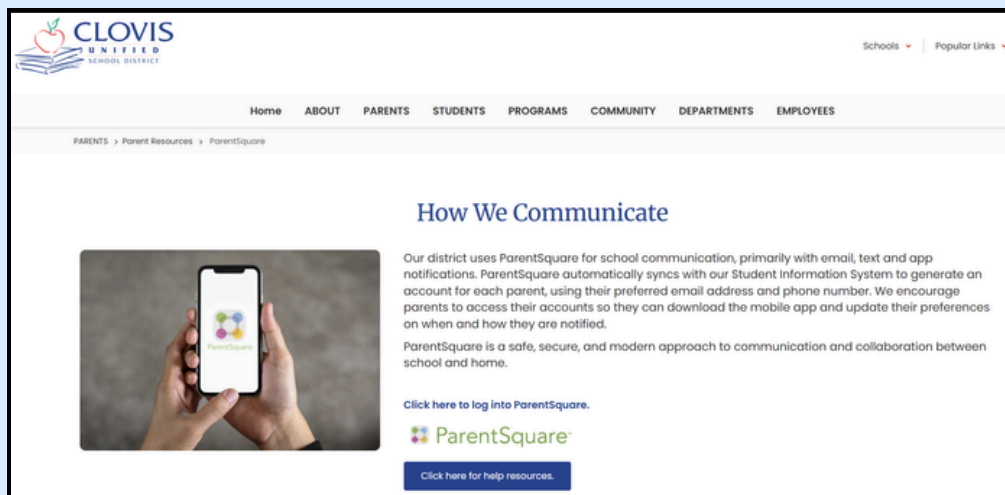 CLOVIS
UNIFIED
SCHOOL DISTRICT
Schools
Popular Links
Home ABOUT PARENTS STUDENTS PROGRAMS COMMUNITY DEPARTMENTS EMPLOYEES
PARENTS > Parent Resources > ParentSquare
How We Communicate
ParentSquare
Our district uses ParentSquare for school communication, primarily with email, text and app
notifications. ParentSquare automatically syncs with our Student Information System to generate an
account for each parent, using their preferred email address and phone number. We encourage
parents to access their accounts so they can download the mobile app and update their preferences
on when and how they are notified.
ParentSquare is a safe, secure, and modern approach to communication and collaboration between
school and home.
Click here to log into ParentSquare.
ParentSquare
Click here for help resources.